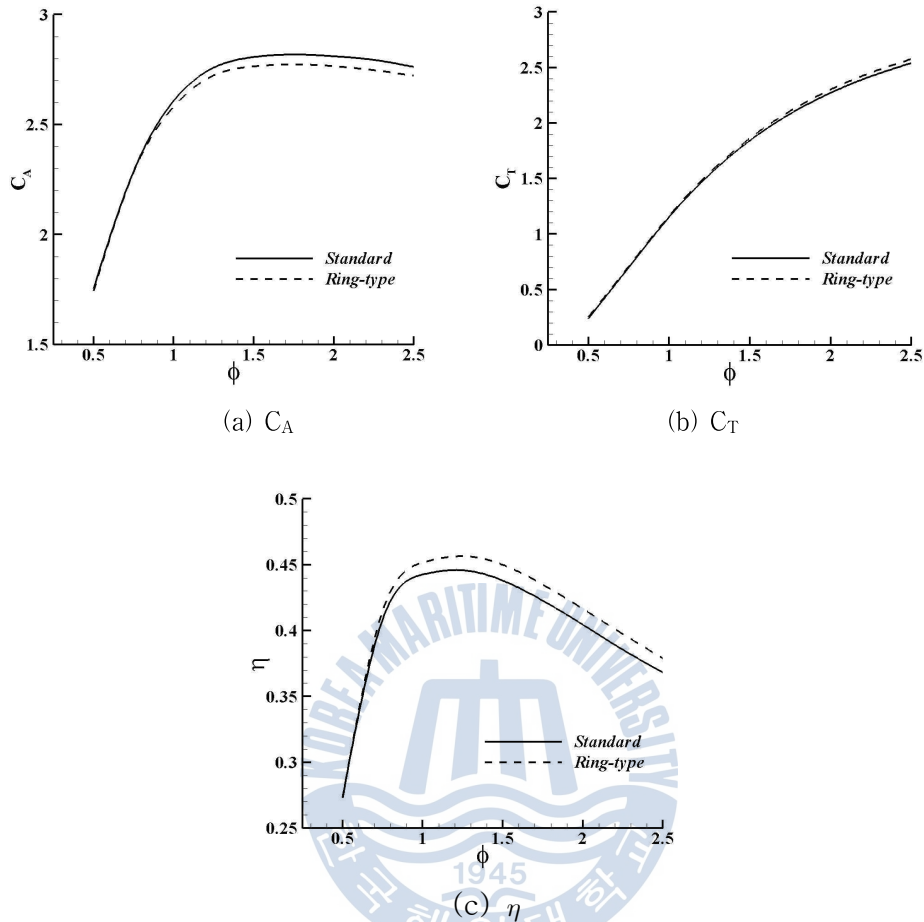 3
2.5
2
1.5
C_A
0.5
1
1.5
2
2.5
ϕ
Standard
Ring-type
(a) C_A
3
2.5
2
1.5
1
0.5
0
C_T
0.5
1
1.5
2
2.5
ϕ
Standard
Ring-type
(b) C_T
0.5
0.45
0.4
0.35
0.3
0.25
η
0.5
1
1.5
2
2.5
ϕ
Standard
Ring-type
KOREA MARITIME UNIVERSITY
1945
(c) η